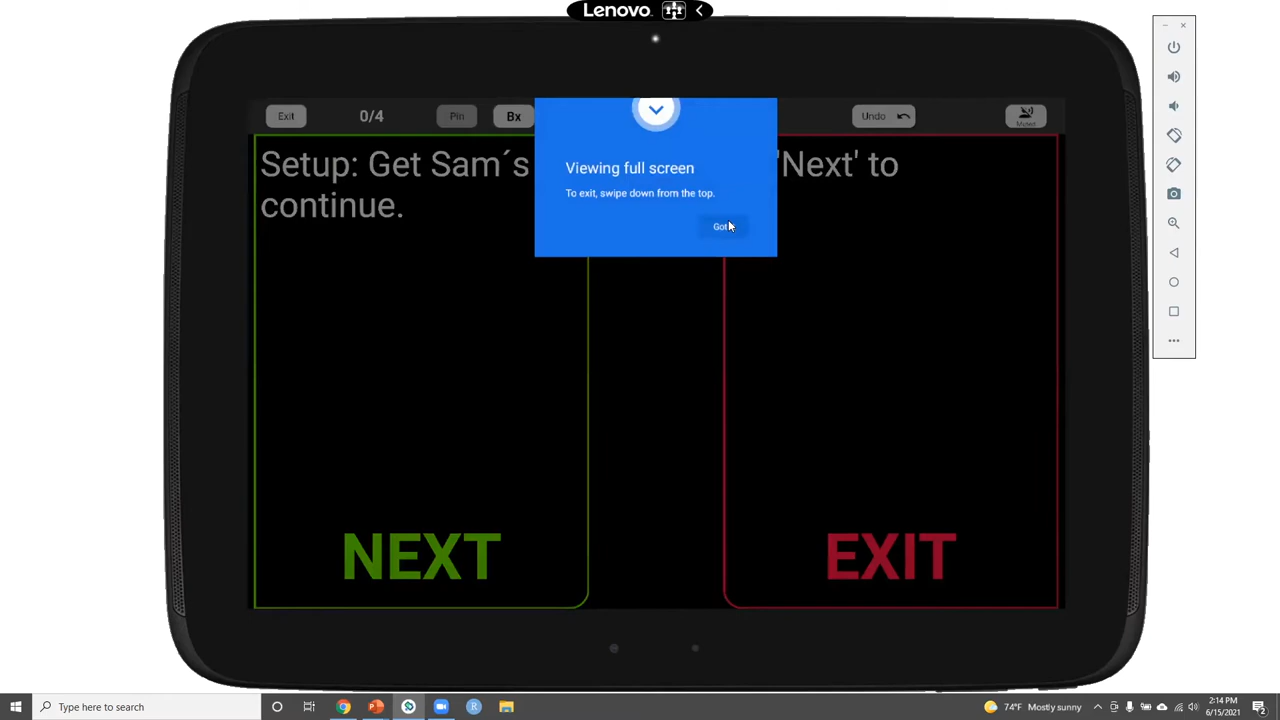 Lenovo
Exit
0/4
Pin
Bx
Undo
Muted
Viewing full screen
To exit, swipe down from the top.
Setup: Get Sam´s
'Next' to
continue.
NEXT
EXIT
Type here to search
74°F Mostly sunny
2:14 PM
6/15/2021
2